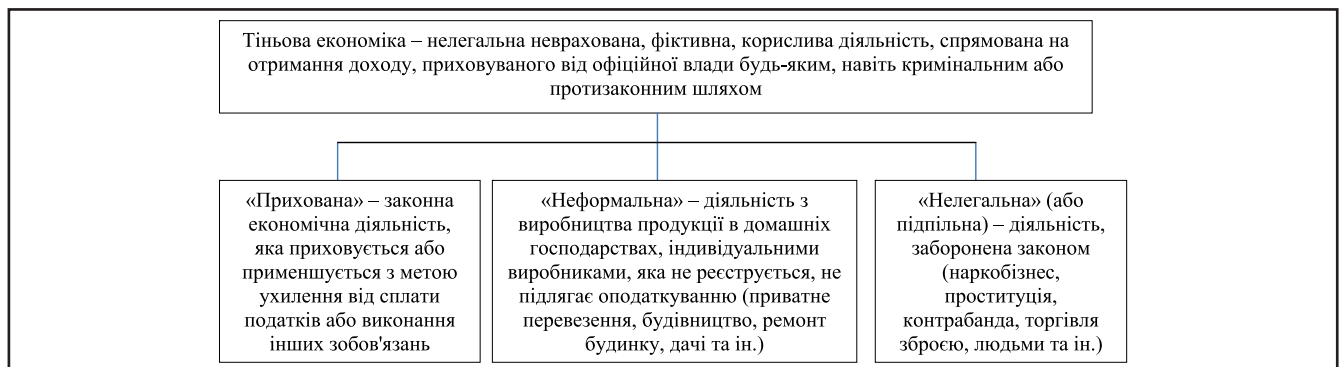 Тіньова економіка – нелегальна неврахована, фіктивна, корислива діяльність, спрямована на
отримання доходу, приховуваного від офіційної влади будь-яким, навіть кримінальним або
протизаконним шляхом
«Прихована» – законна
економічна діяльність,
яка приховується або
применшується з метою
ухилення від сплати
податків або виконання
інших зобов'язань
«Неформальна» – діяльність з
виробництва продукції в домашніх
господарствах, індивідуальними
виробниками, яка не реєструється, не
підлягає оподаткуванню (приватне
перевезення, будівництво, ремонт
будинку, дачі та ін.)
«Нелегальна» (або
підпільна) – діяльність,
заборонена законом
(наркобізнес,
проституція,
контрабанда, торгівля
зброєю, людьми та ін.)